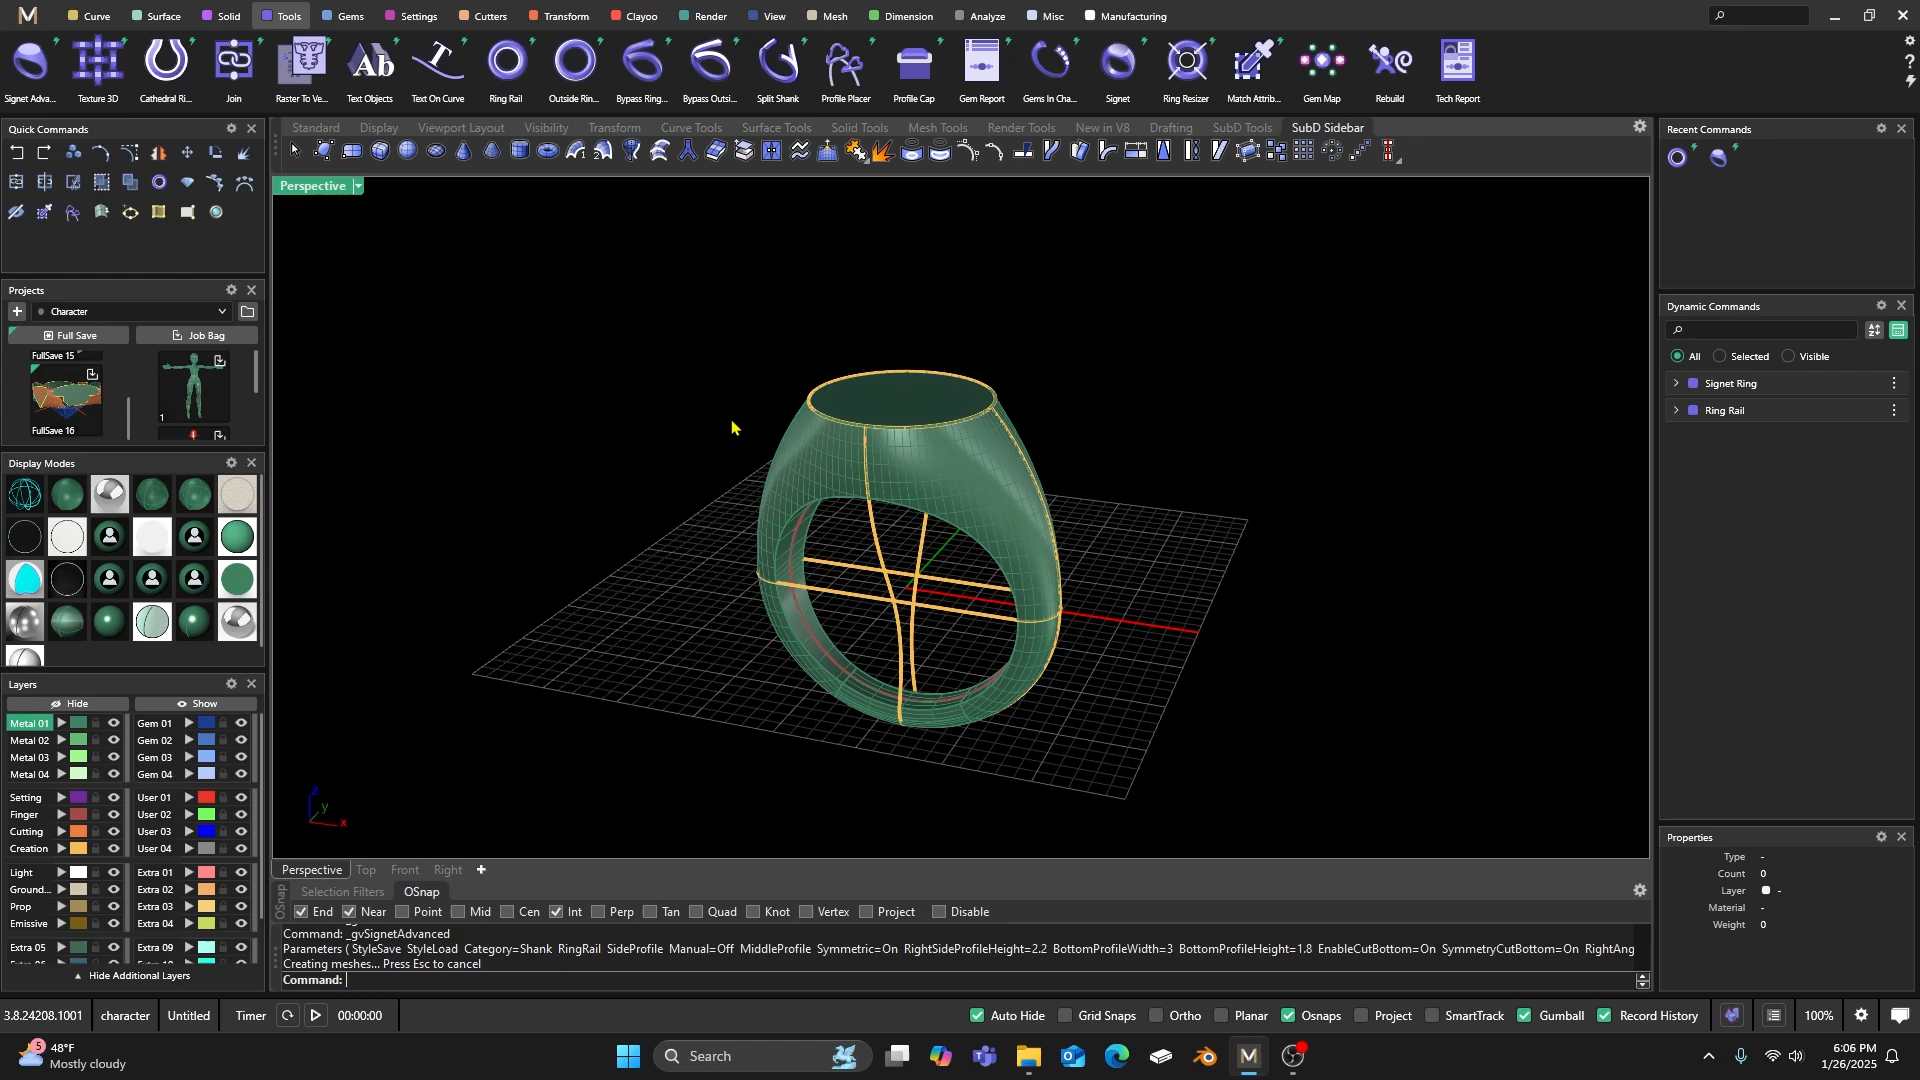 Curve Surface Solid Tools Gems Settings Cutters Transform Clayoo Render View Mesh Dimension Analyze Misc Manufacturing
Signet Adva... Texture 3D Cathedral Ri... Join Raster To Ve... Text Objects Text On Curve Ring Rail Outside Rin... Bypass Ring... Bypass Outsi... Split Shank Profile Placer Profile Cap Gem Report Gems In Cha... Signet Ring Resizer Match Attrib... Gem Map Rebuild Tech Report
Quick Commands
Standard Display Viewport Layout Visibility Transform Curve Tools Surface Tools Solid Tools Mesh Tools Render Tools New in V8 Drafting SubD Tools SubD Sidebar
Recent Commands
Perspective
Projects
Character
Full Save Job Bag
FullSave 15
1
FullSave 16
Dynamic Commands
All Selected Visible
Signet Ring
Ring Rail
Display Modes
Layers
Hide Show
Metal 01 Gem 01
Metal 02 Gem 02
Metal 03 Gem 03
Metal 04 Gem 04
Setting User 01
Finger User 02
Cutting User 03
Creation User 04
Light Extra 01
Ground... Extra 02
Prop Extra 03
Emissive Extra 04
Extra 05 Extra 09
Hide Additional Layers
z
y
x
Perspective Top Front Right
OSnap
Selection Filters OSnap
End Near Point Mid Cen Int Perp Tan Quad Knot Vertex Project Disable
Command: _gvSignetAdvanced
Parameters ( StyleSave StyleLoad Category=Shank RingRail SideProfile Manual=Off MiddleProfile Symmetric=On RightSideProfileHeight=2.2 BottomProfileWidth=3 BottomProfileHeight=1.8 EnableCutBottom=On SymmetryCutBottom=On RightAng
Creating meshes... Press Esc to cancel
Command:
Properties
Type -
Count 0
Layer -
Material -
Weight 0
3.8.24208.1001 character Untitled Timer 00:00:00 Auto Hide Grid Snaps Ortho Planar Osnaps Project SmartTrack Gumball Record History 100%
5
48°F
Mostly cloudy
Search
6:06 PM
1/26/2025